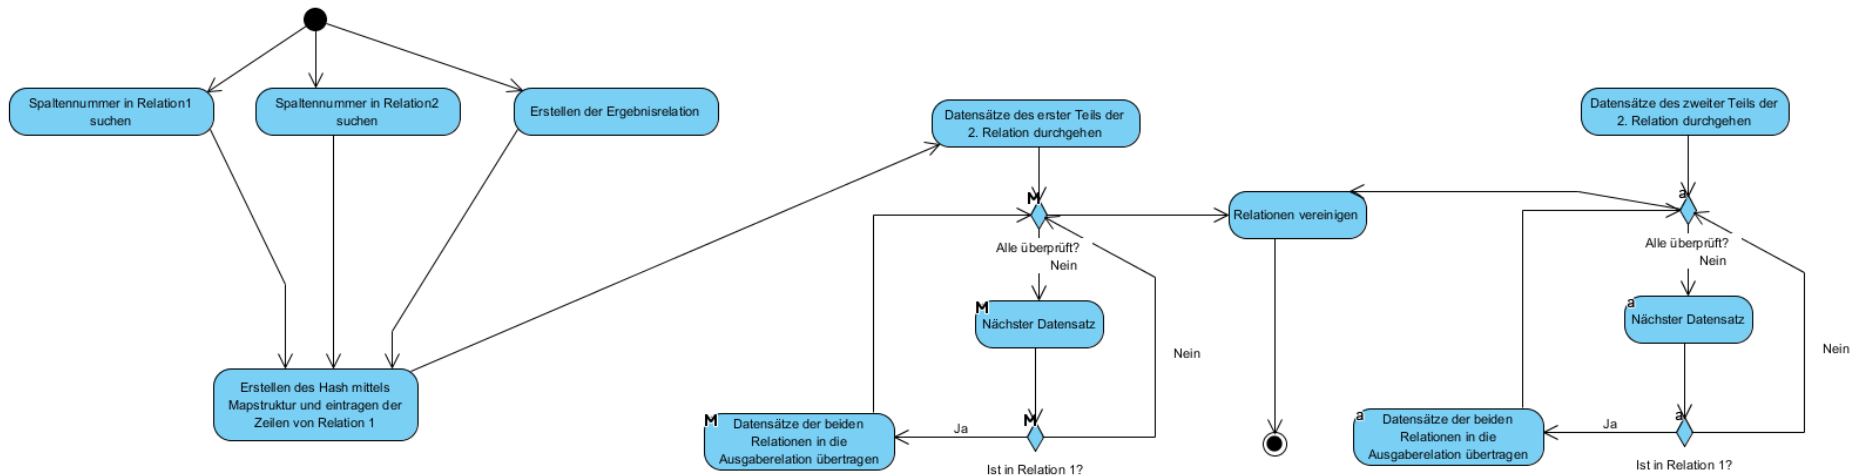 Spaltennummer in Relation1
suchen
Spaltennummer in Relation2
suchen
Erstellen der Ergebnisrelation
Erstellen des Hash mittels
Mapstruktur und eintragen der
Zeilen von Relation 1
Datensätze des erster Teils der
2. Relation durchgehen
M
Alle überprüft?
Nein
M
Nächster Datensatz
Nein
M
Datensätze der beiden
Relationen in die
Ausgaberelation übertragen
Ja
M
Ist in Relation 1?
Relationen vereinigen
Datensätze des zweiter Teils der
2. Relation durchgehen
a
Alle überprüft?
Nein
a
Nächster Datensatz
Nein
a
Datensätze der beiden
Relationen in die
Ausgaberelation übertragen
Ja
a
Ist in Relation 1?